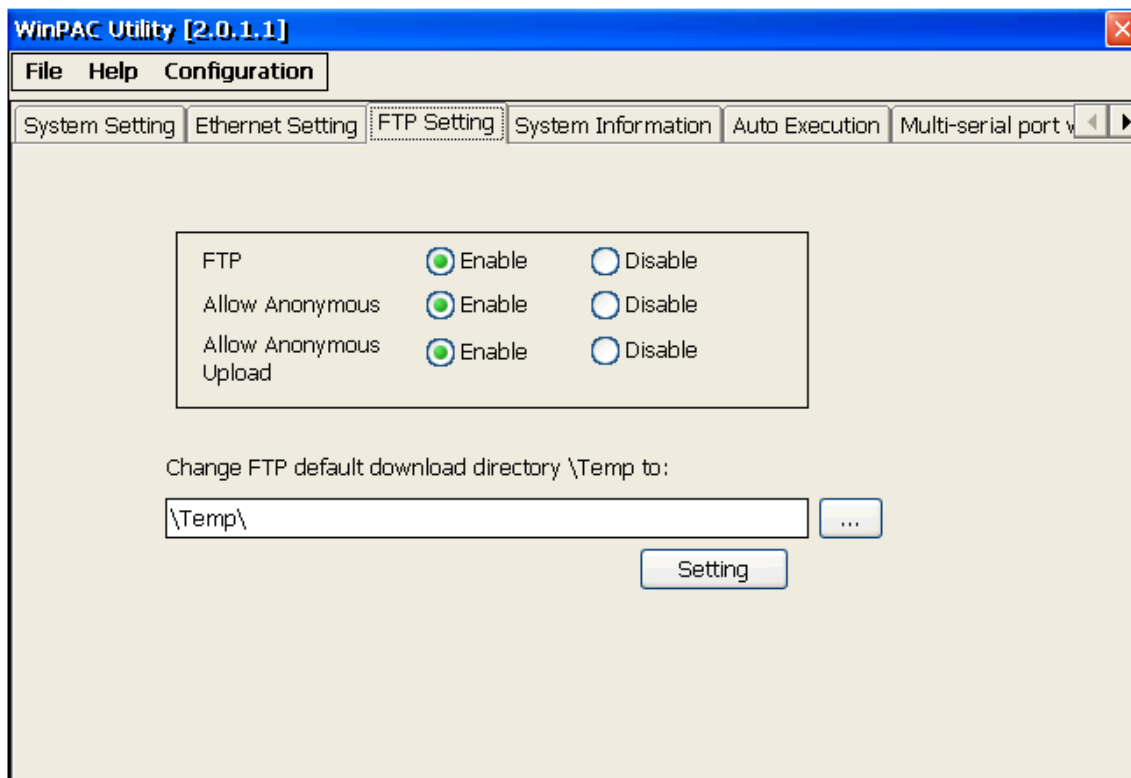 WinPAC Utility [2.0.1.1]
File Help Configuration
System Setting Ethernet Setting FTP Setting System Information Auto Execution Multi-serial port
FTP Enable Disable
Allow Anonymous Enable Disable
Allow Anonymous
Upload Enable Disable
Change FTP default download directory \Temp to:
\Temp\ ...
Setting